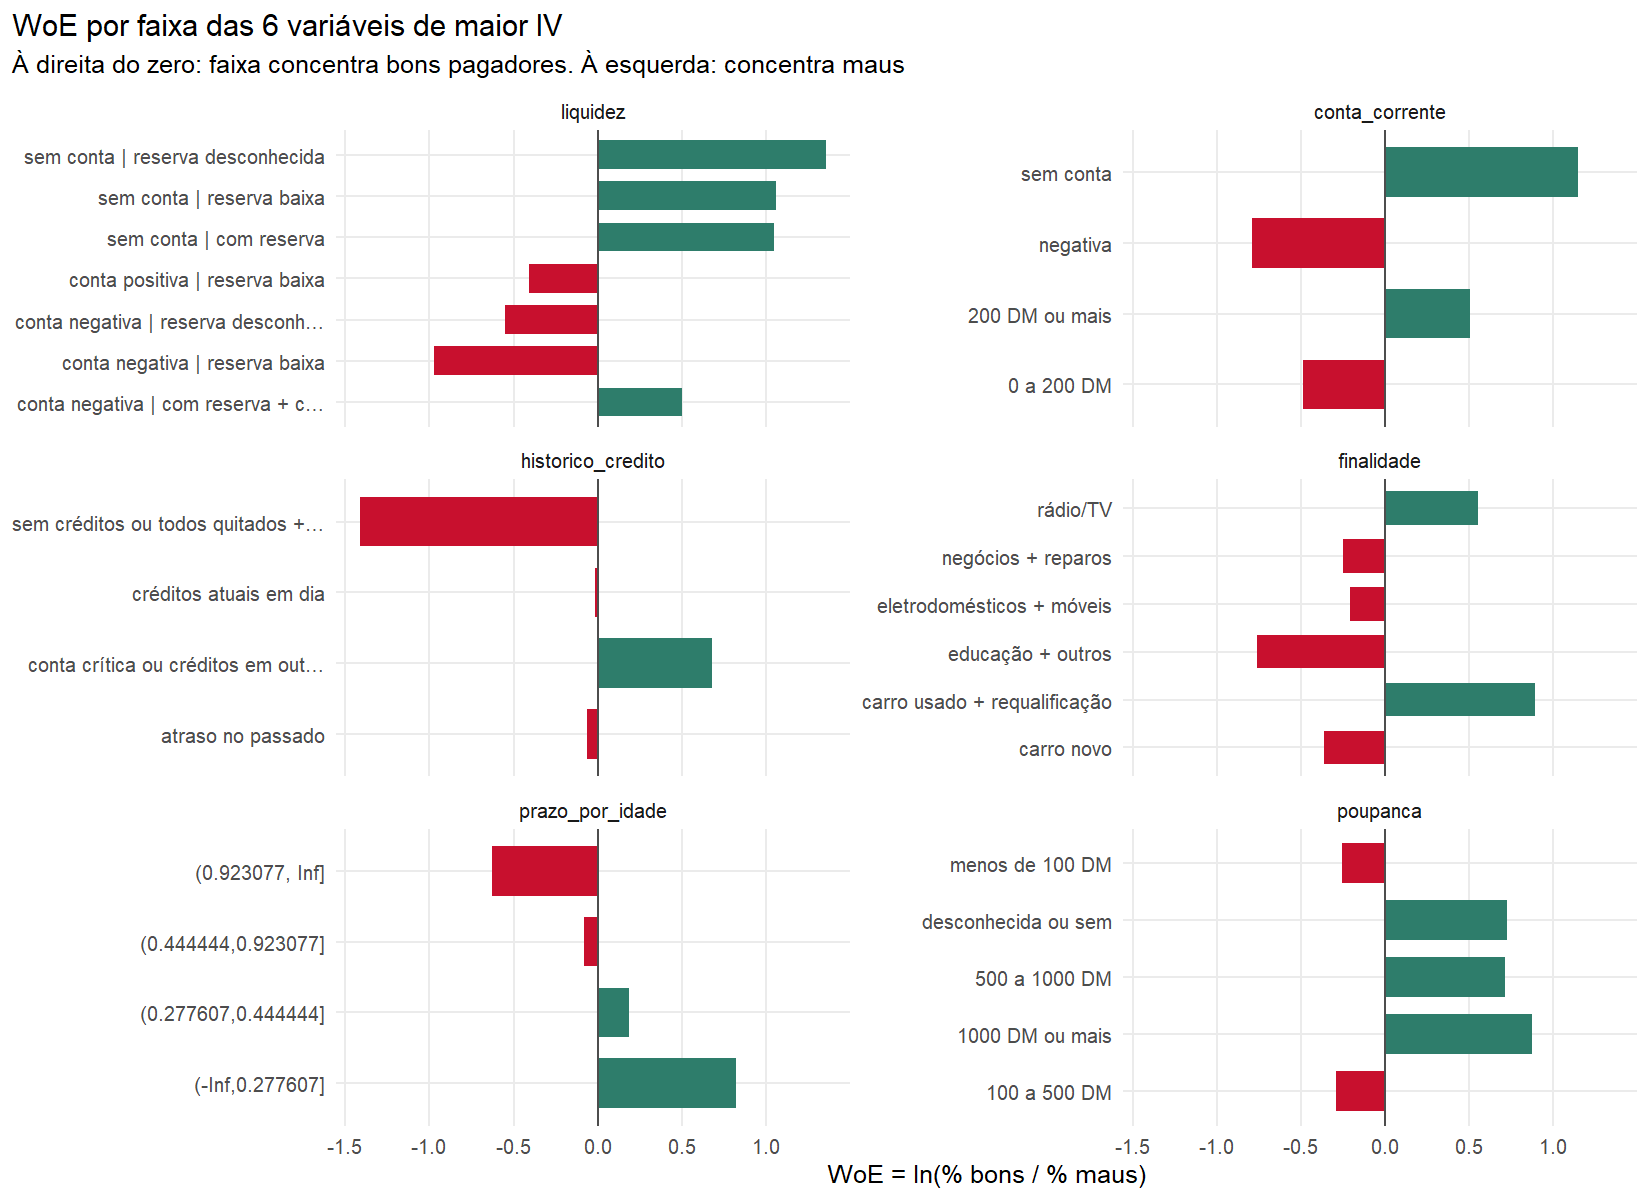 WoE por faixa das 6 variáveis de maior IV
À direita do zero: faixa concentra bons pagadores. À esquerda: concentra maus
liquidez
sem conta | reserva desconhecida
sem conta | reserva baixa
sem conta | com reserva
conta positiva | reserva baixa
conta negativa | reserva desconh…
conta negativa | reserva baixa
conta negativa | com reserva + c…
conta_corrente
sem conta
negativa
200 DM ou mais
0 a 200 DM
historico_credito
sem créditos ou todos quitados +…
créditos atuais em dia
conta crítica ou créditos em out…
atraso no passado
finalidade
rádio/TV
negócios + reparos
eletrodomésticos + móveis
educação + outros
carro usado + requalificação
carro novo
prazo_por_idade
(0.923077, Inf]
(0.444444,0.923077]
(0.277607,0.444444]
(-Inf,0.277607]
-1.5 -1.0 -0.5 0.0 0.5 1.0
poupanca
menos de 100 DM
desconhecida ou sem
500 a 1000 DM
1000 DM ou mais
100 a 500 DM
-1.5 -1.0 -0.5 0.0 0.5 1.0
WoE = ln(% bons / % maus)